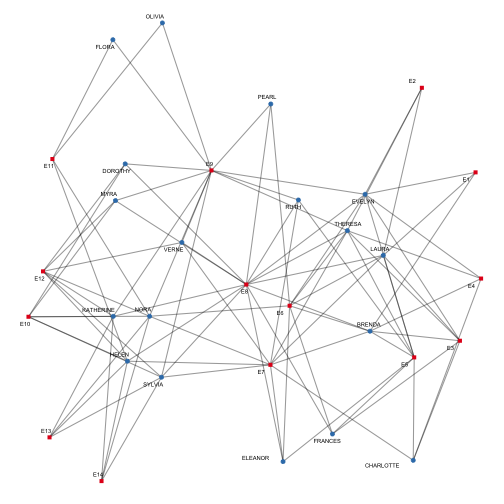 OLIVIA
FLORA
E2
PEARL
E11
E9
DOROTHY
E1
MYRA
EVELYN
RUTH
THERESA
VERNE
LAURA
E12
E8
E4
KATHERINE
NORA
E6
E10
BRENDA
E3
HELEN
E5
E7
SYLVIA
E13
FRANCES
ELEANOR
CHARLOTTE
E14